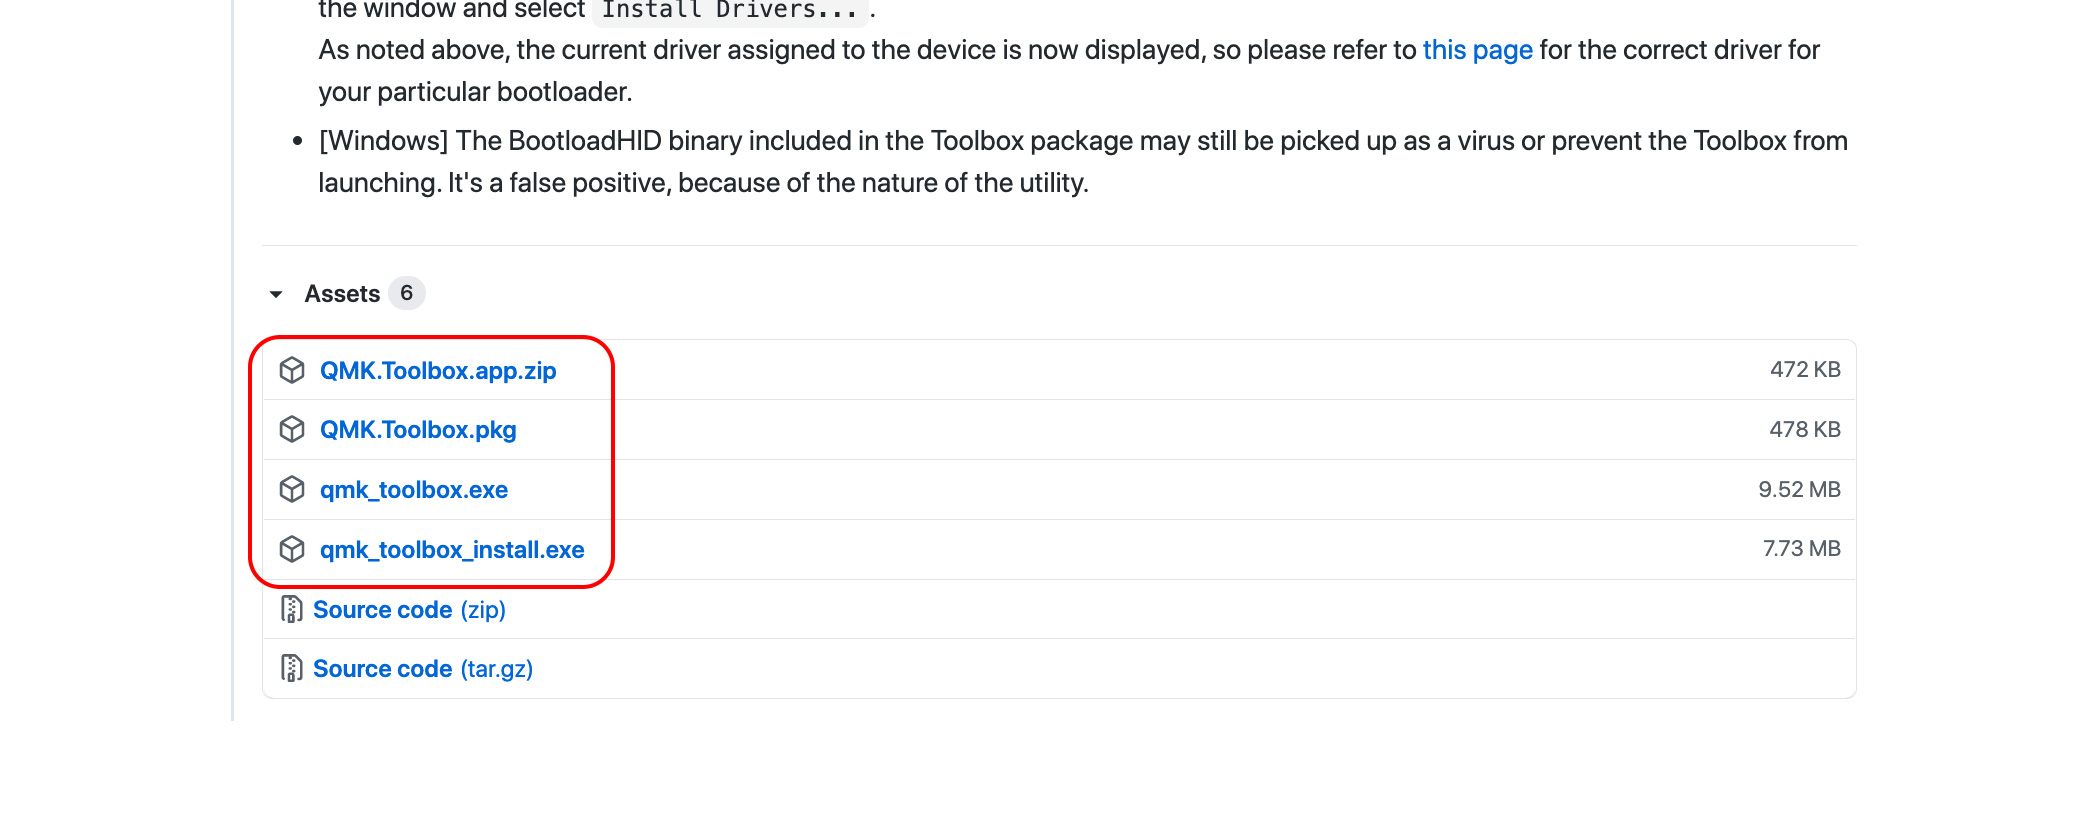 the window and select Install Drivers... .
As noted above, the current driver assigned to the device is now displayed, so please refer to this page for the correct driver for
your particular bootloader.
• [Windows] The BootloadHID binary included in the Toolbox package may still be picked up as a virus or prevent the Toolbox from
launching. It's a false positive, because of the nature of the utility.
Assets 6
QMK.Toolbox.app.zip 472 KB
QMK.Toolbox.pkg 478 KB
qmk_toolbox.exe 9.52 MB
qmk_toolbox_install.exe 7.73 MB
Source code (zip)
Source code (tar.gz)